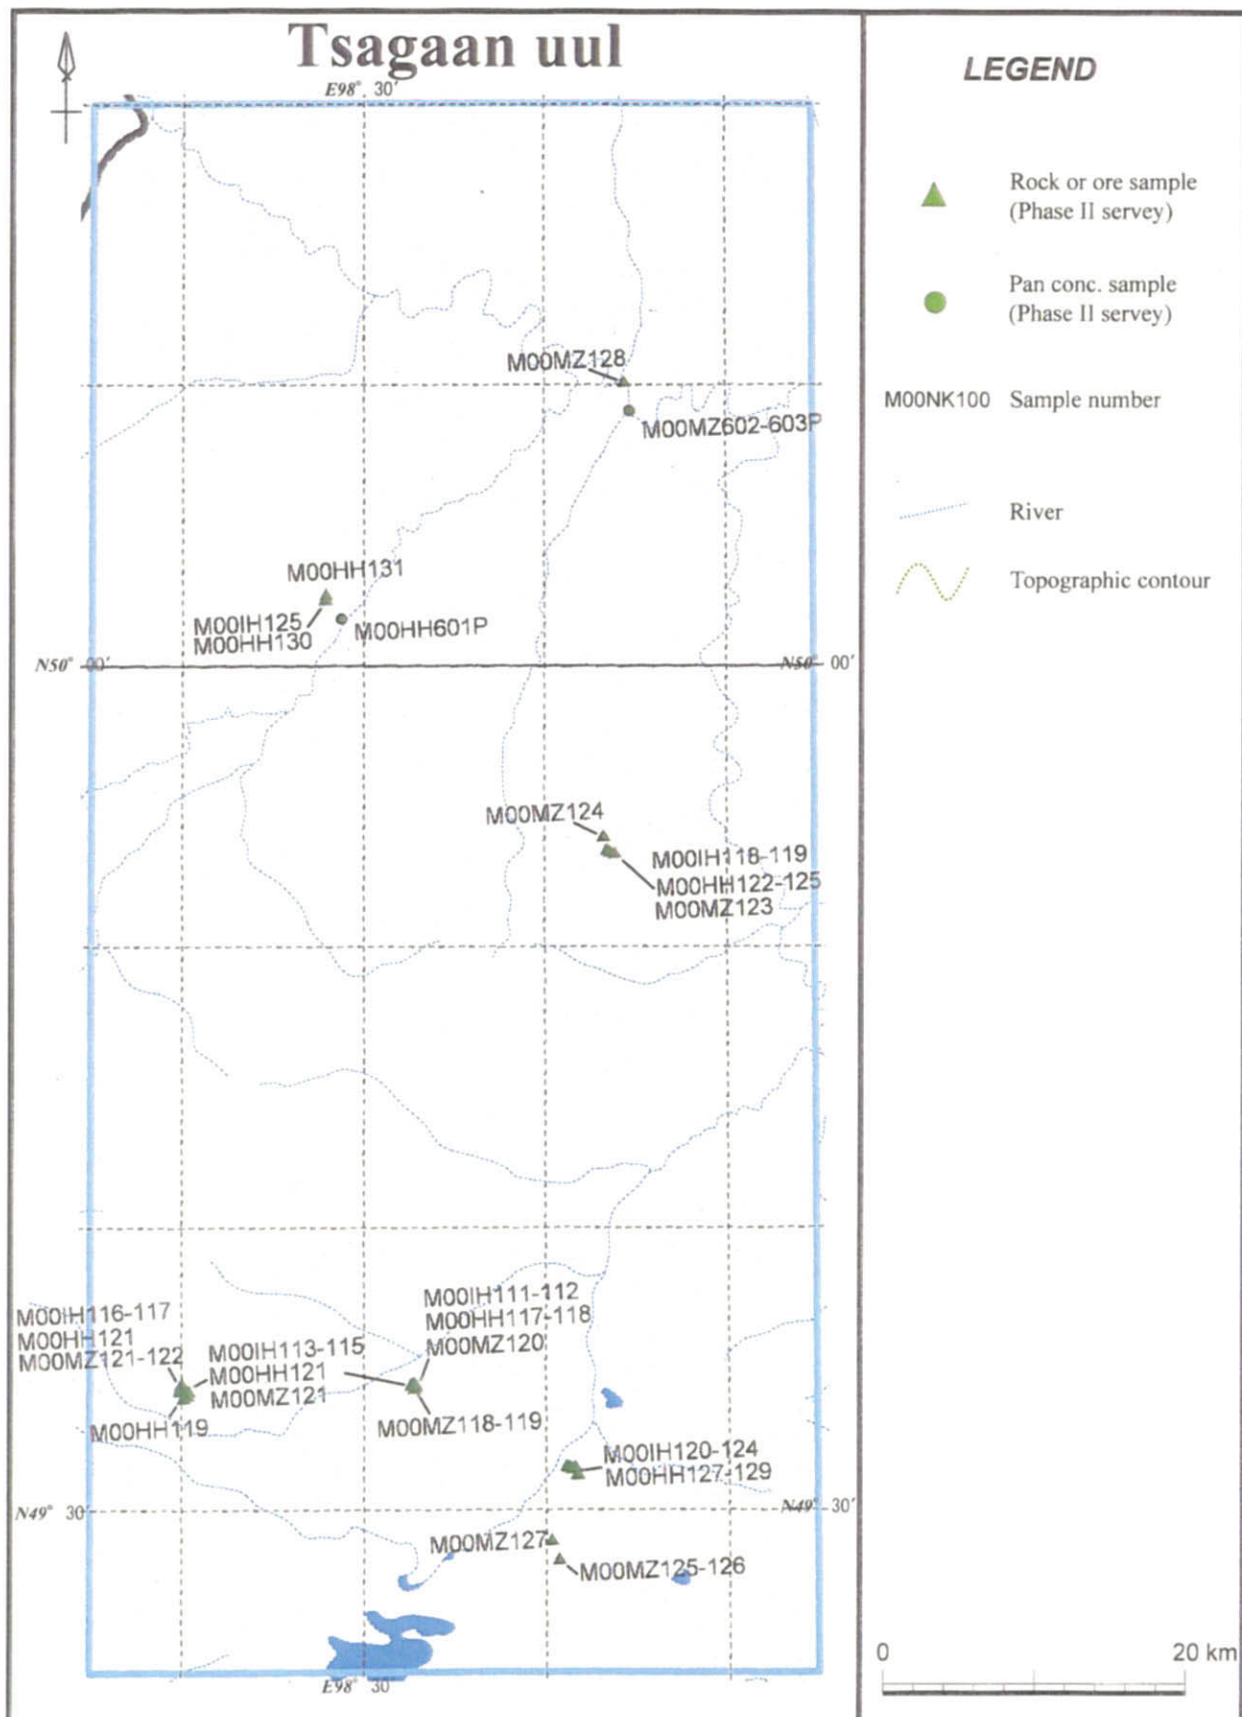 Tsagaan uul
E98° 30'
M00MZ128
M00MZ602-603P
M00HH131
M00IH125
M00HH130
M00HH601P
N50° 00'
N50° 00'
M00MZ124
M00IH118-119
M00HH122-125
M00MZ123
M00IH116-117
M00HH121
M00MZ121-122
M00IH113-115
M00HH121
M00MZ121
M00HH119
M00IH111-112
M00HH117-118
M00MZ120
M00MZ118-119
M00IH120-124
M00HH127-129
N49° 30'
N49° 30'
M00MZ127
M00MZ125-126
E98° 30'
LEGEND
Rock or ore sample
(Phase II servey)
Pan conc. sample
(Phase II servey)
M00NK100 Sample number
River
Topographic contour
0 20 km